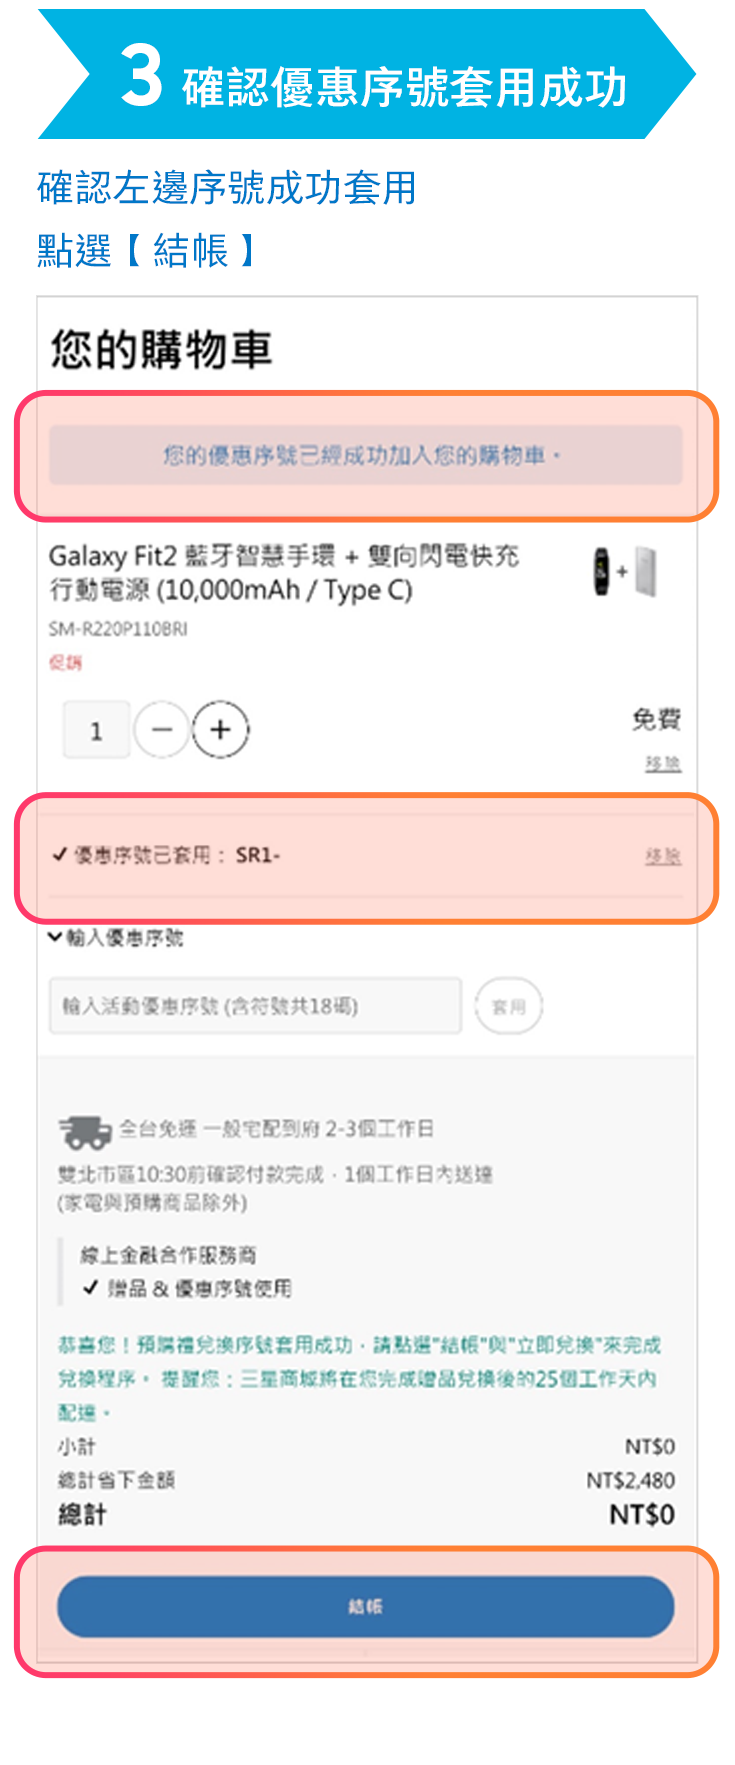 3 確認優惠序號套用成功
確認左邊序號成功套用
點選【 結帳 】
您的購物車
您的優惠序號已經成功加入您的購物車。
Galaxy Fit2 藍牙智慧手環 + 雙向閃電快充
行動電源 (10,000mAh / Type C)
SM-R220P110BRI
促銷
1 − +
免費
移除
✓ 優惠序號已套用： SR1-
移除
輸入優惠序號
輸入活動優惠序號 (含符號共18碼)
套用
全台免運 一般宅配到府 2-3個工作日
雙北市區10:30前確認付款完成，1個工作日內送達
(家電與預購商品除外)
線上金融合作服務商
✓ 贈品 & 優惠序號使用
恭喜您！預購禮兌換序號套用成功，請點選"結帳"與"立即兌換"來完成
兌換程序。 提醒您：三星商城將在您完成贈品兌換後的25個工作天內
配達。
小計 NT$0
總計省下金額 NT$2,480
總計 NT$0
結帳